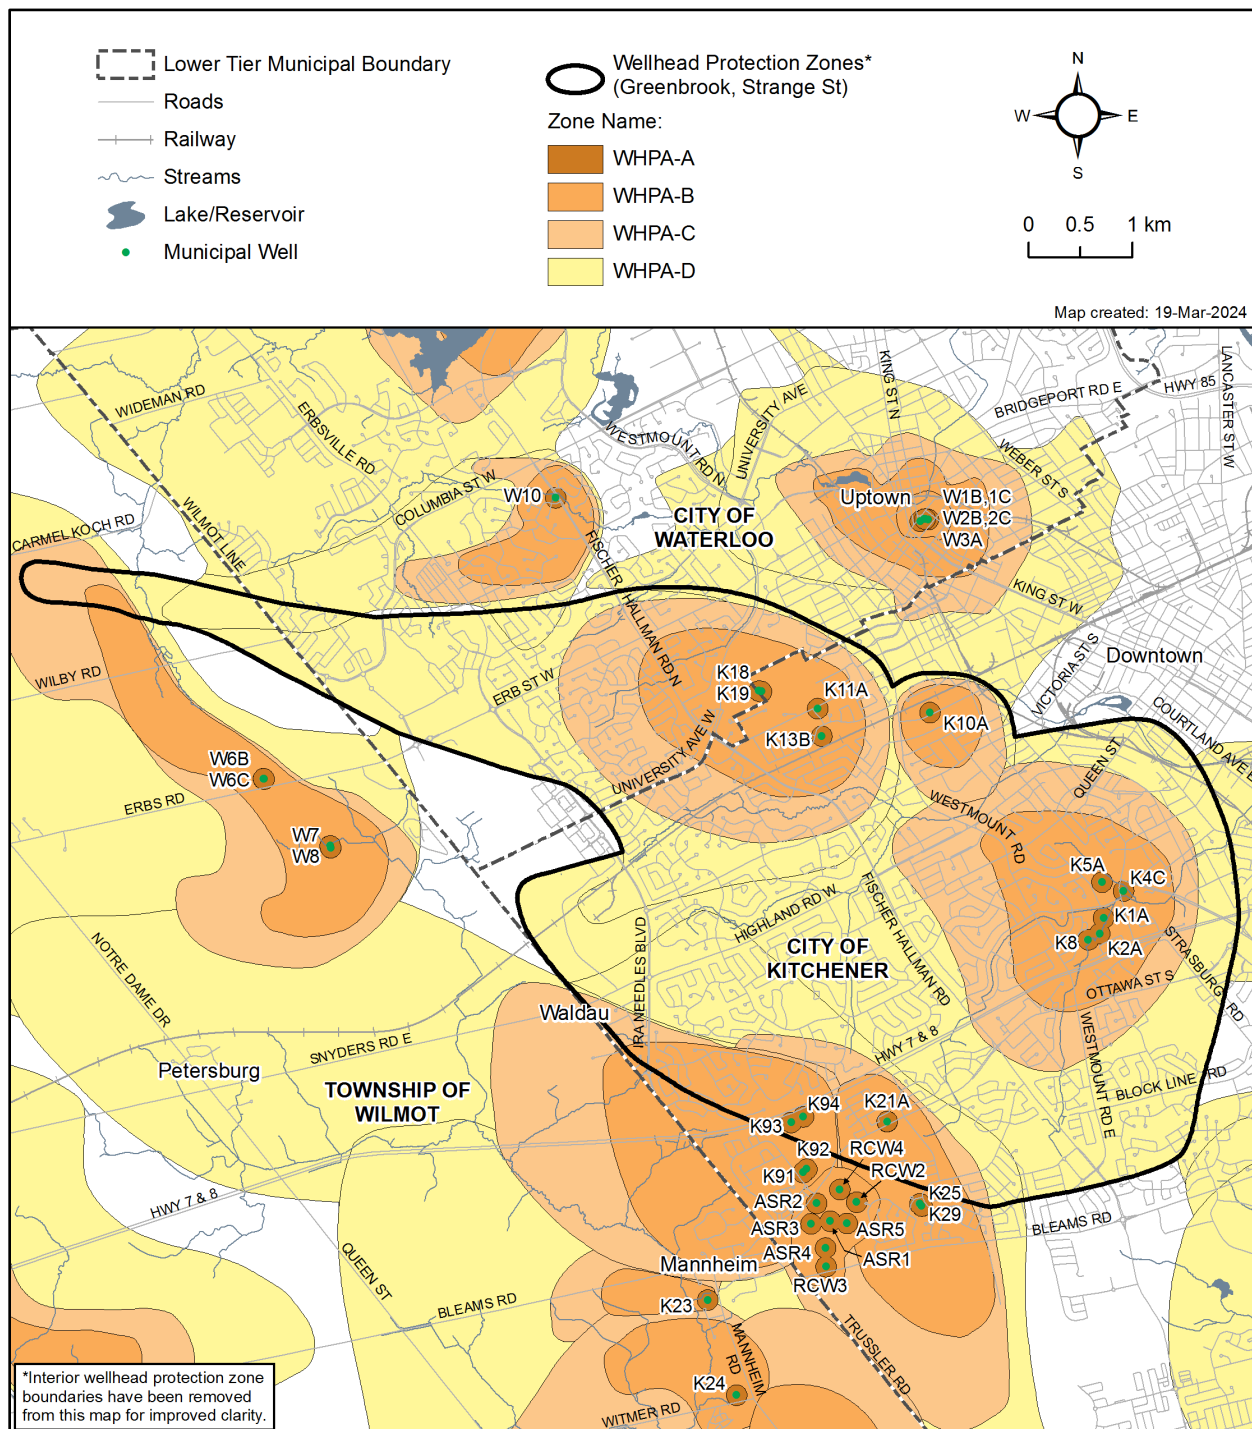 Lower Tier Municipal Boundary
Roads
Railway
Streams
Lake/Reservoir
Municipal Well
Wellhead Protection Zones*
(Greenbrook, Strange St)
Zone Name:
WHPA-A
WHPA-B
WHPA-C
WHPA-D
N
W
E
S
0 0.5 1 km
Map created: 19-Mar-2024
WIDEMAN RD
ERBSVILLE RD
COLUMBIA ST W
WESTMOUNT RD N
UNIVERSITY AVE
KING ST N
BRIDGEPORT RD E
HWY 85
LANCASTER ST W
WEBER ST S
CARMEL KOCH RD
WILMOT LINE
W10
CITY OF
WATERLOO
Uptown
W1B,1C
W2B,2C
W3A
FISCHER HALLMAN RD N
KING ST W
VICTORIA ST S
Downtown
WILBY RD
ERB ST W
K18
K19
K11A
K13B
K10A
COURTLAND AVE E
QUEEN ST
UNIVERSITY AVE W
W6B
W6C
ERBS RD
W7
W8
WESTMOUNT RD
K5A
K4C
K1A
K8
K2A
HIGHLAND RD W
FISCHER HALLMAN RD
CITY OF
KITCHENER
STRASBURG RD
OTTAWA ST S
NOTRE DAME DR
IRA NEEDLES BLVD
Waldau
HWY 7 & 8
SNYDERS RD E
Petersburg
TOWNSHIP OF
WILMOT
WESTMOUNT RD E
BLOCK LINE RD
K94
K93
K21A
K92
RCW4
K91
RCW2
ASR2
K25
K29
ASR3
ASR5
ASR4
ASR1
RCW3
BLEAMS RD
HWY 7 & 8
QUEEN ST
Mannheim
BLEAMS RD
K23
MANNHEIM
RD
TRUSSLER RD
K24
WITMER RD
*Interior wellhead protection zone
boundaries have been removed
from this map for improved clarity.